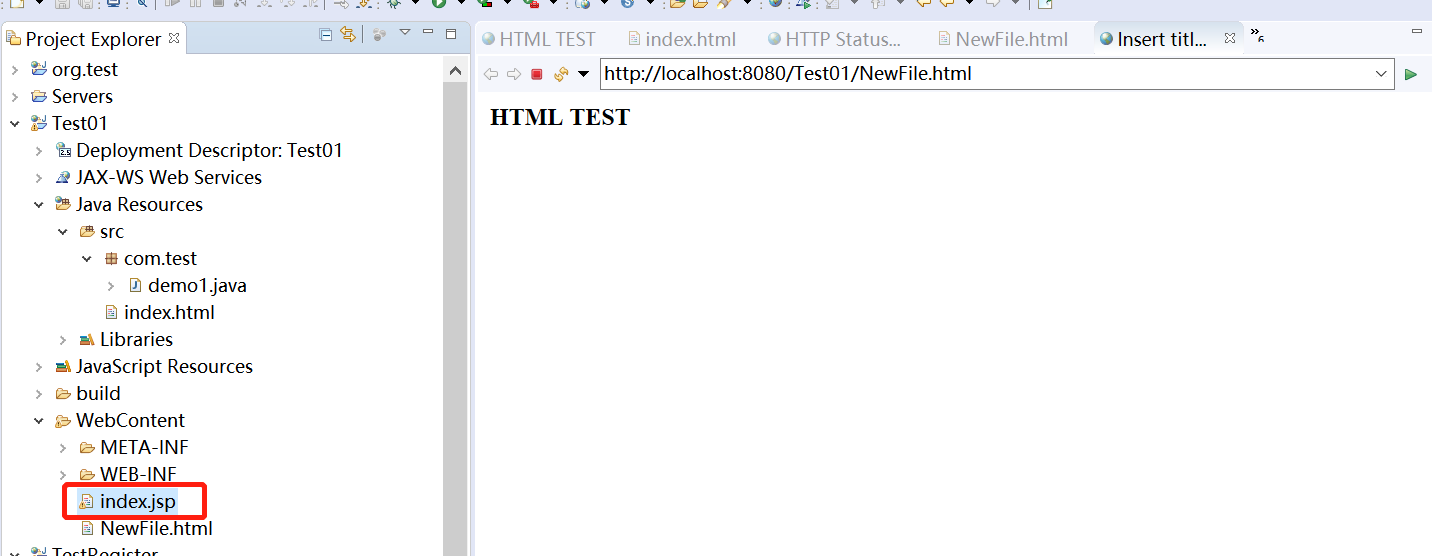 Project Explorer
HTML TEST
index.html
HTTP Status...
NewFile.html
Insert titl...
»6
http://localhost:8080/Test01/NewFile.html
HTML TEST
org.test
Servers
Test01
2.5 Deployment Descriptor: Test01
JAX-WS Web Services
Java Resources
src
com.test
J demo1.java
index.html
Libraries
JavaScript Resources
build
WebContent
META-INF
WEB-INF
index.jsp
NewFile.html
TestRegister